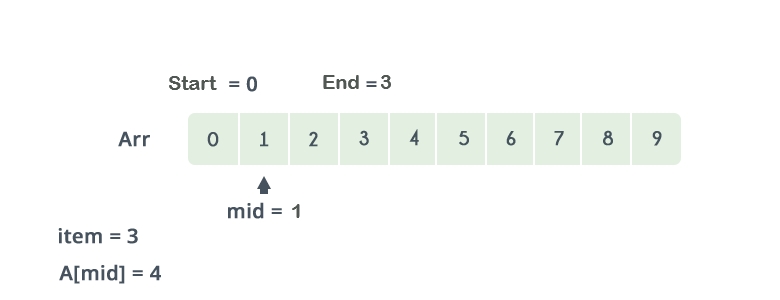 Start = 0 End = 3
Arr 0 1 2 3 4 5 6 7 8 9
mid = 1
item = 3
A[mid] = 4